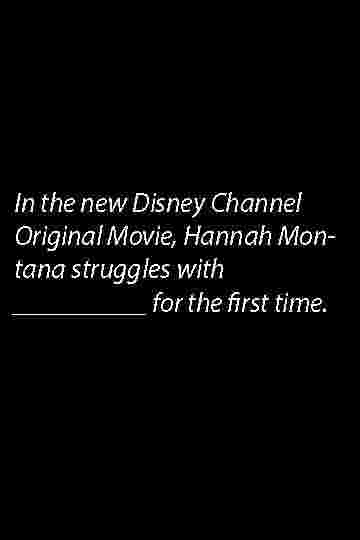 In the new Disney Channel
Original Movie, Hannah Mon-
tana struggles with
__________ for the first time.